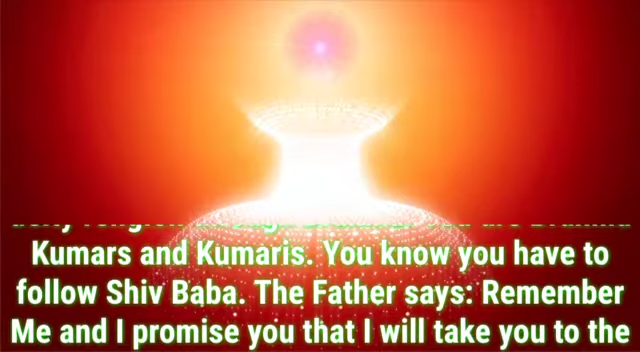 Kumars and Kumaris. You know you have to
follow Shiv Baba. The Father says: Remember
Me and I promise you that I will take you to the